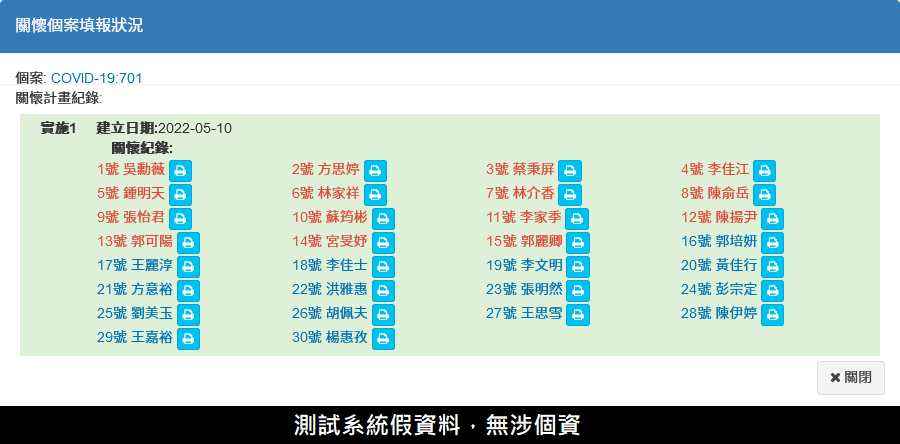 關懷個案填報狀況
個案: COVID-19:701
關懷計畫紀錄:
實施1 建立日期:2022-05-10
關懷紀錄:
1號 吳勳薇 2號 方思婷 3號 蔡秉屏 4號 李佳江
5號 鍾明天 6號 林家祥 7號 林介香 8號 陳俞岳
9號 張怡君 10號 蘇筠彬 11號 李家季 12號 陳揚尹
13號 郭可陽 14號 宮旻妤 15號 郭麗卿 16號 郭培妍
17號 王麗淳 18號 李佳士 19號 李文明 20號 黃佳行
21號 方意裕 22號 洪雅惠 23號 張明然 24號 彭宗定
25號 劉美玉 26號 胡佩夫 27號 王思雪 28號 陳伊婷
29號 王嘉裕 30號 楊惠孜
✖ 關閉
測試系統假資料，無涉個資